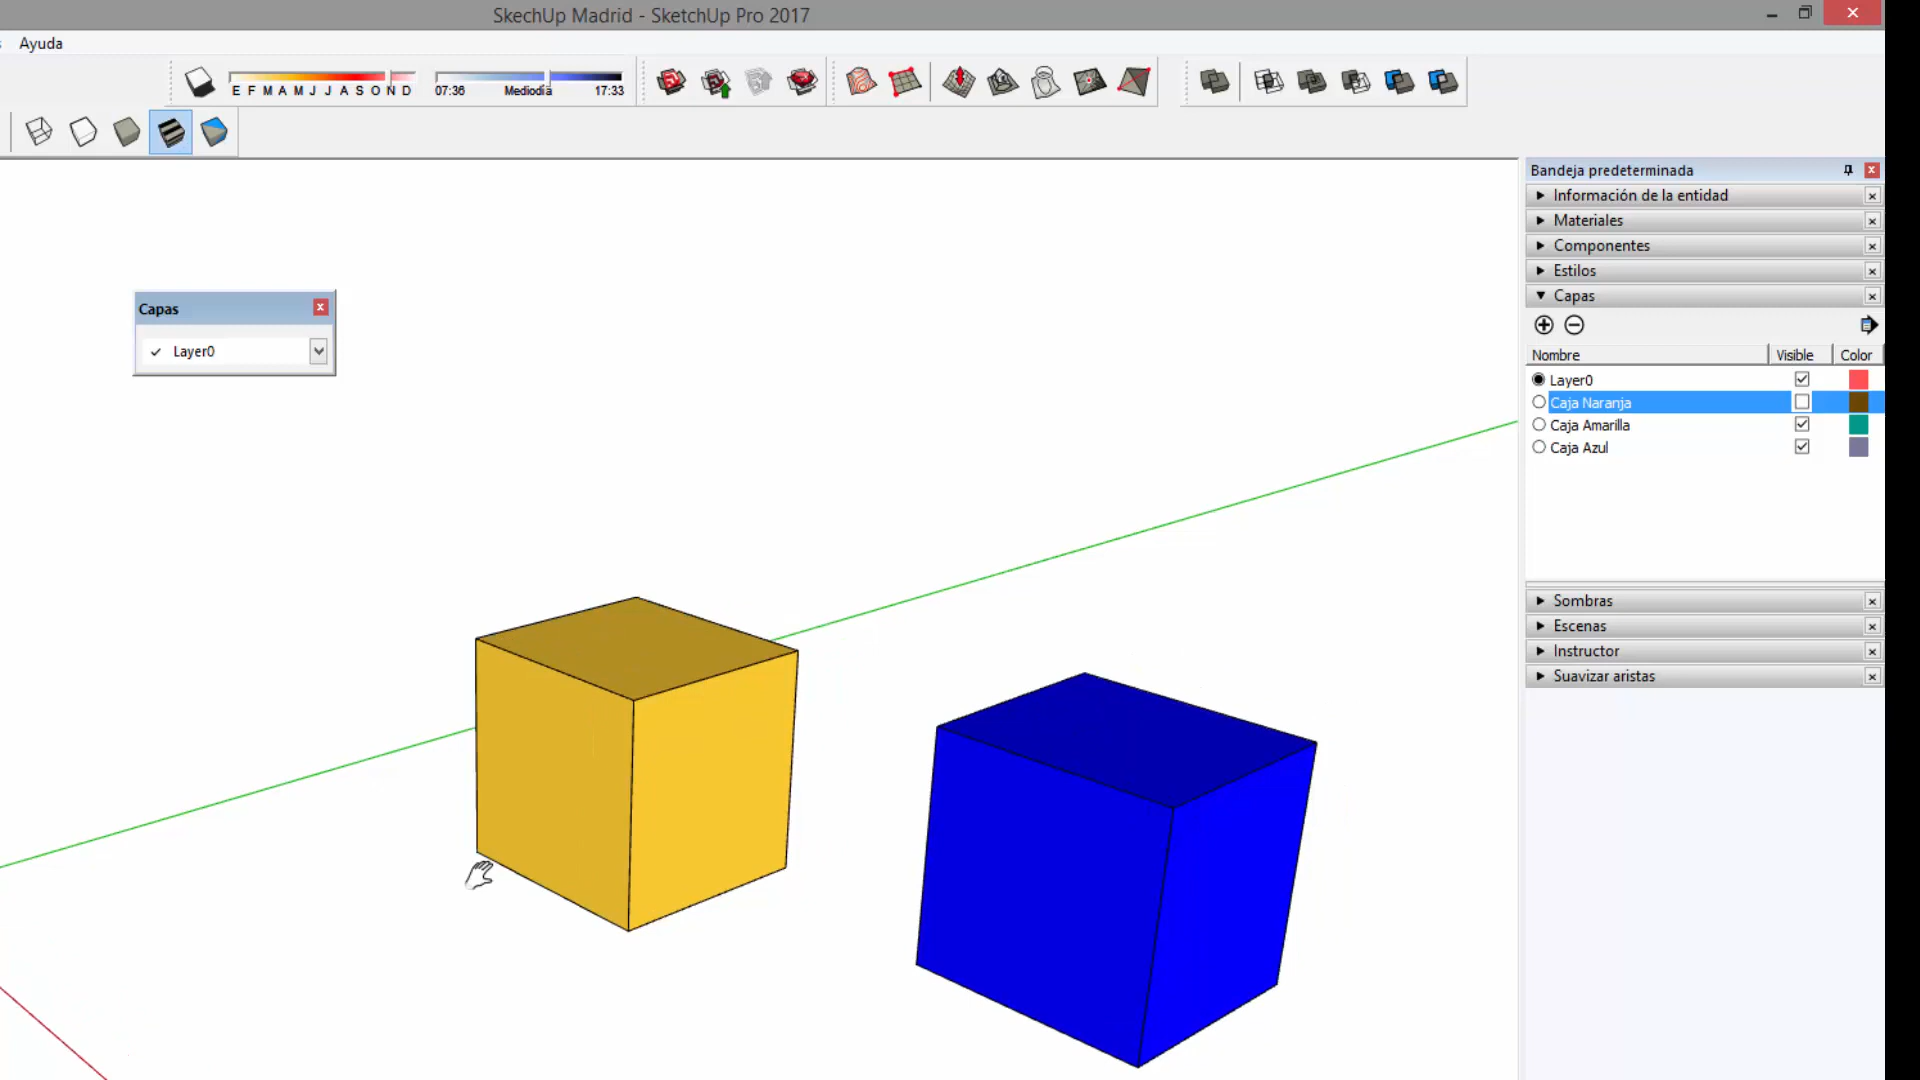 SkechUp Madrid - SketchUp Pro 2017
Ayuda
E F M A M J J A S O N D
07:36 Mediodía 17:33
Bandeja predeterminada
Información de la entidad
Materiales
Componentes
Estilos
Capas
Capas
Layer0
Nombre Visible Color
Layer0
Caja Naranja
Caja Amarilla
Caja Azul
Sombras
Escenas
Instructor
Suavizar aristas